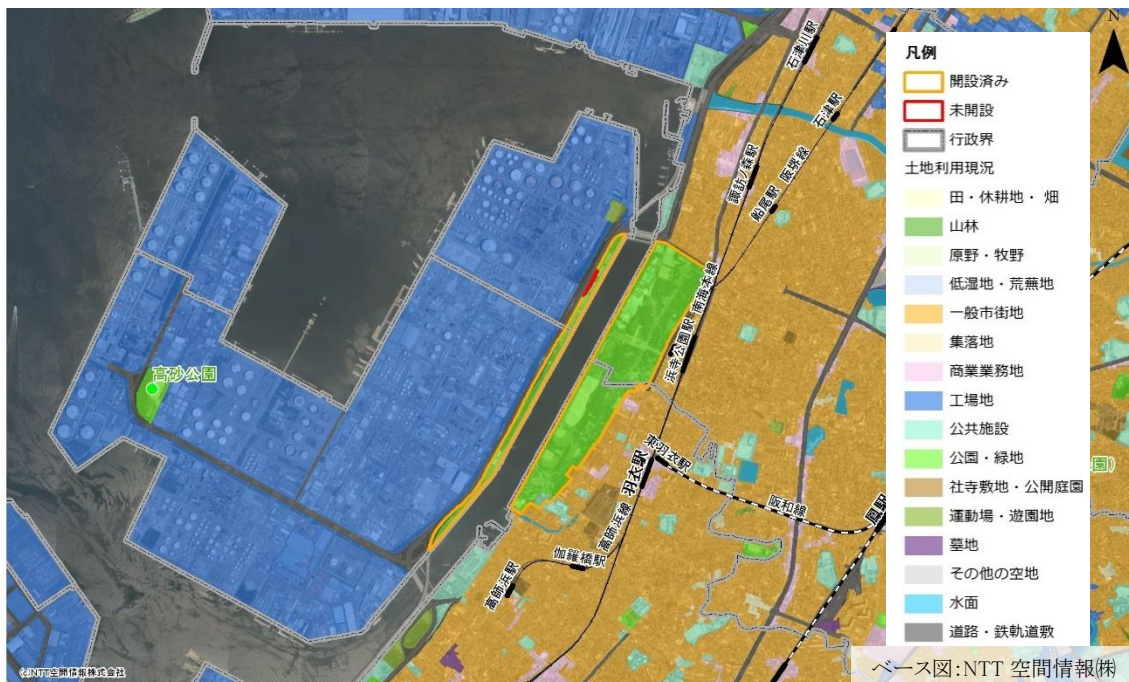 N
凡例
開設済み
未開設
行政界
土地利用現況
田・休耕地・ 畑
山林
原野・牧野
低湿地・荒蕪地
一般市街地
集落地
商業業務地
工場地
公共施設
公園・緑地
社寺敷地・公開庭園
運動場・遊園地
墓地
その他の空地
水面
道路・鉄軌道敷
石津川駅
石津駅
諏訪ノ森駅
船尾駅
阪堺線
南海本線
浜寺公園駅
高砂公園
東羽衣駅
羽衣駅
阪和線
鳳駅
高師浜線
伽羅橋駅
高師浜駅
園)
(c)NTT空間情報株式会社
ベース図:NTT 空間情報㈱